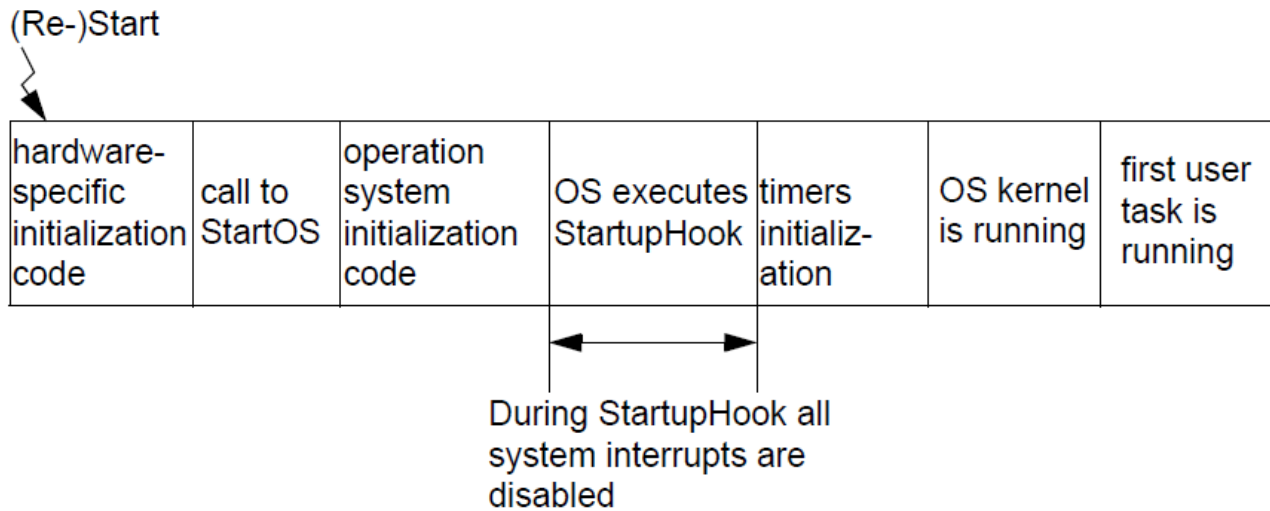 (Re-)Start
hardware-
specific
initialization
code
call to
StartOS
operation
system
initialization
code
OS executes
StartupHook
timers
initializ-
ation
OS kernel
is running
first user
task is
running
During StartupHook all
system interrupts are
disabled